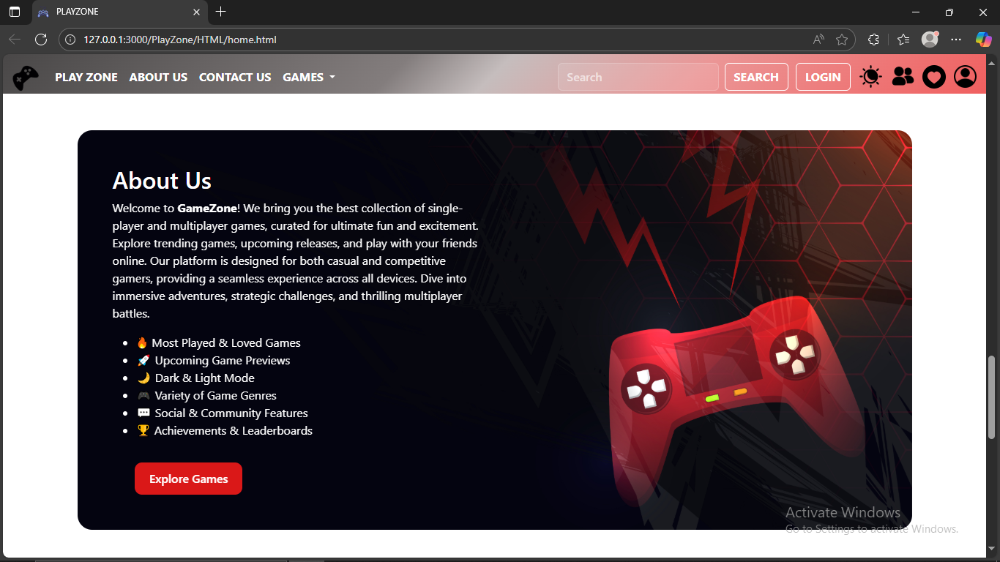 PLAYZONE
127.0.0.1:3000/PlayZone/HTML/home.html
PLAY ZONE ABOUT US CONTACT US GAMES Search SEARCH LOGIN
About Us
Welcome to GameZone! We bring you the best collection of single-
player and multiplayer games, curated for ultimate fun and excitement.
Explore trending games, upcoming releases, and play with your friends
online. Our platform is designed for both casual and competitive
gamers, providing a seamless experience across all devices. Dive into
immersive adventures, strategic challenges, and thrilling multiplayer
battles.
• 🔥 Most Played & Loved Games
• 🚀 Upcoming Game Previews
• 🌙 Dark & Light Mode
• 🎮 Variety of Game Genres
• 💬 Social & Community Features
• 🏆 Achievements & Leaderboards
Explore Games
Activate Windows
Go to Settings to activate Windows.